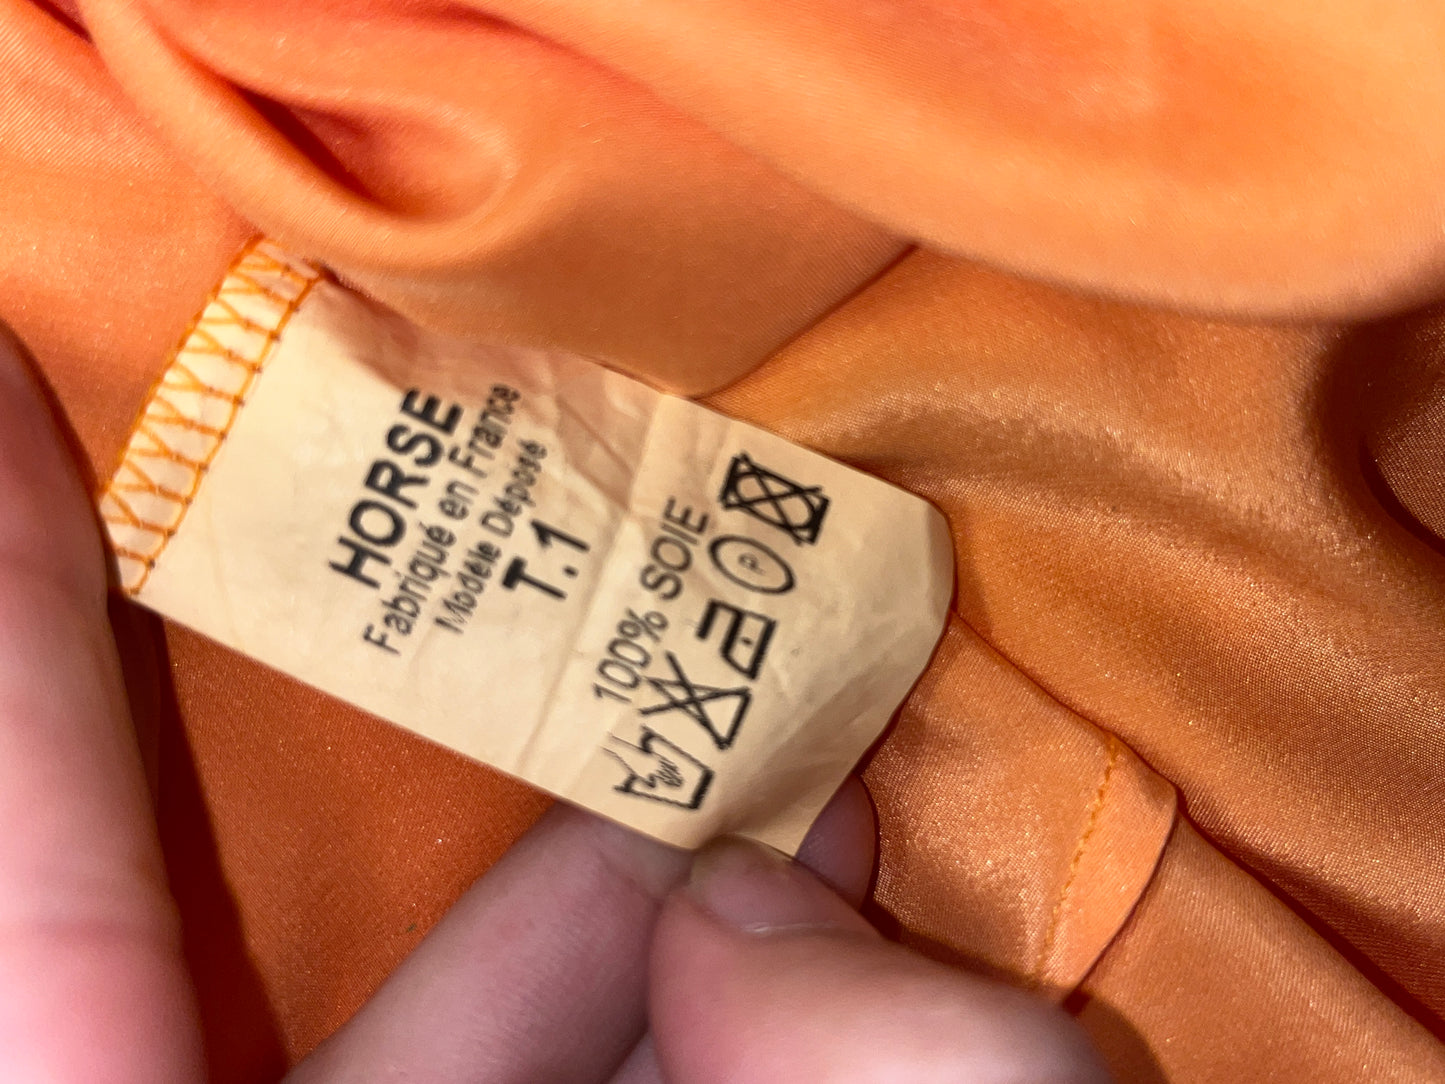 HORSE
Fabriqué en France
Modèle Déposé
T.1
100% SOIE
P